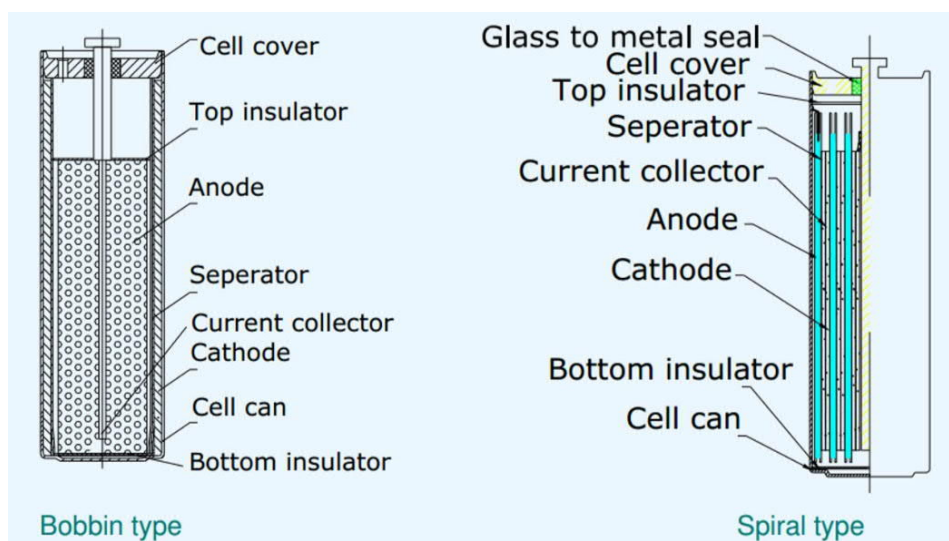 Cell cover
Top insulator
Anode
Seperator
Current collector
Cathode
Cell can
Bottom insulator
Bobbin type
Glass to metal seal
Cell cover
Top insulator
Seperator
Current collector
Anode
Cathode
Bottom insulator
Cell can
Spiral type